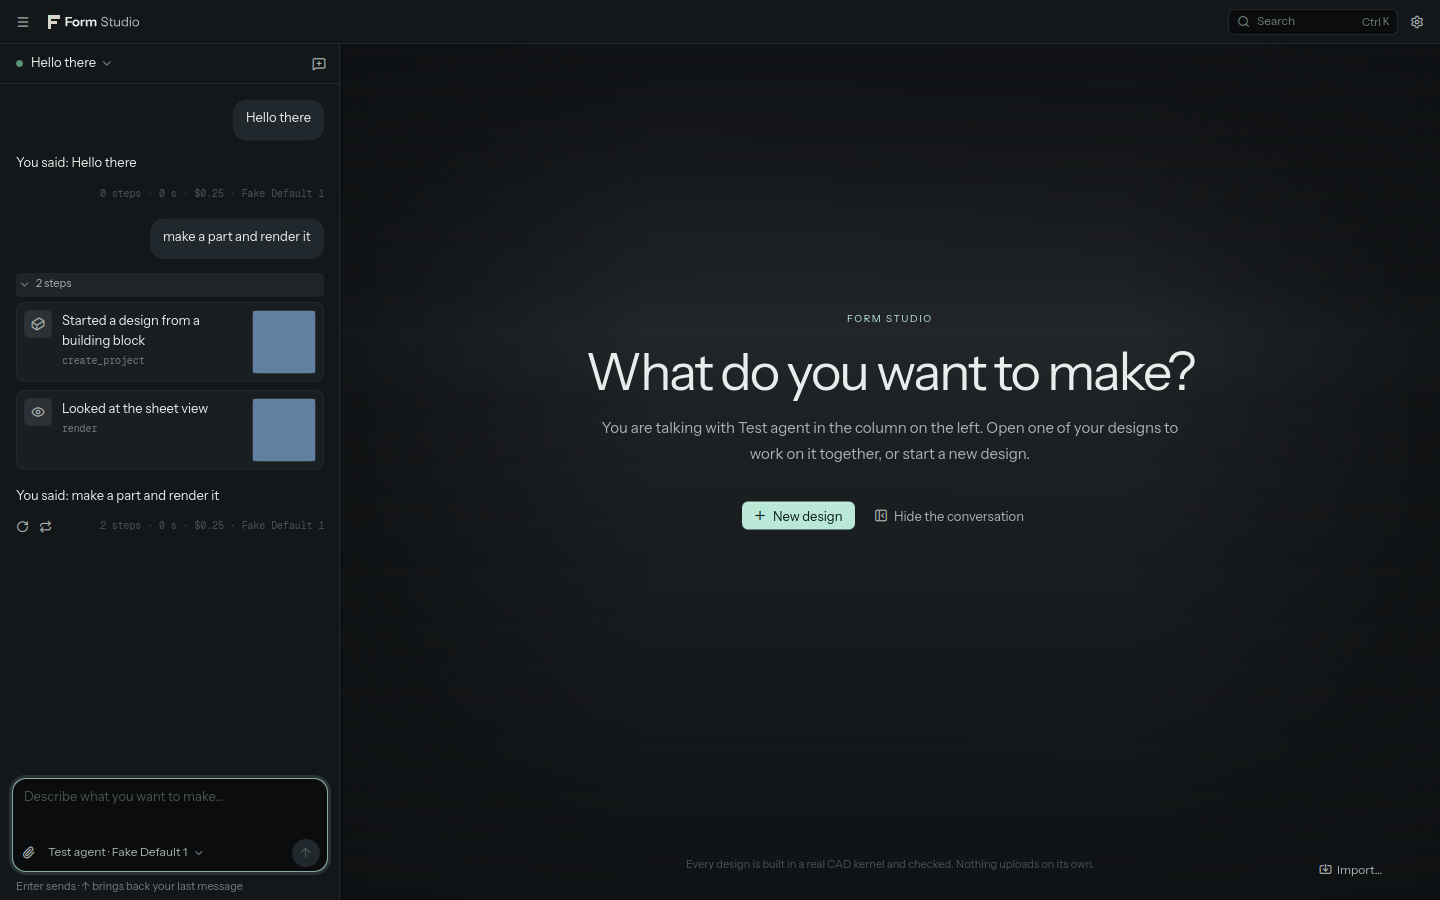 Form Studio
Search
Ctrl K
Hello there
Hello there
You said: Hello there
0 steps · 0 s · $0.25 · Fake Default 1
make a part and render it
2 steps
Started a design from a
building block
create_project
Looked at the sheet view
render
You said: make a part and render it
2 steps · 0 s · $0.25 · Fake Default 1
Describe what you want to make...
Test agent · Fake Default 1
Enter sends · ↑ brings back your last message
FORM STUDIO
What do you want to make?
You are talking with Test agent in the column on the left. Open one of your designs to
work on it together, or start a new design.
New design
Hide the conversation
Every design is built in a real CAD kernel and checked. Nothing uploads on its own.
Import...